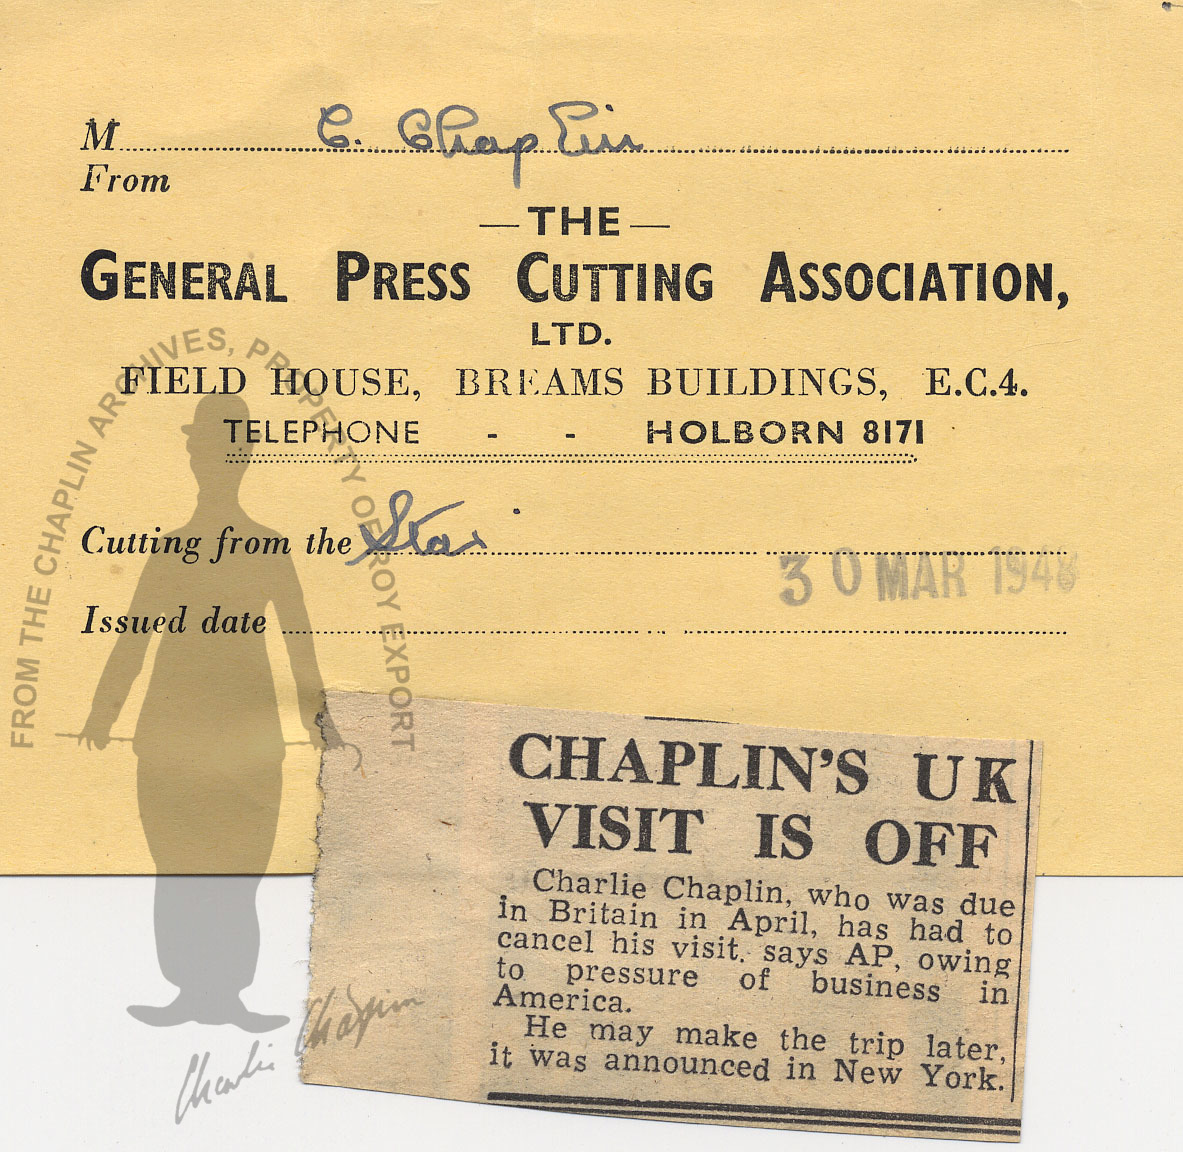 M C. Chaplin
From
— THE —
GENERAL PRESS CUTTING ASSOCIATION,
LTD.
FIELD HOUSE, BREAMS BUILDINGS, E.C.4.
TELEPHONE - - HOLBORN 8171
Cutting from the Star
30 MAR 1948
Issued date
CHAPLIN'S UK
VISIT IS OFF
Charlie Chaplin, who was due
in Britain in April, has had to
cancel his visit, says AP, owing
to pressure of business in
America.
He may make the trip later,
it was announced in New York.
FROM THE CHAPLIN ARCHIVES, PROPERTY OF ROY EXPORT
Charlie Chaplin